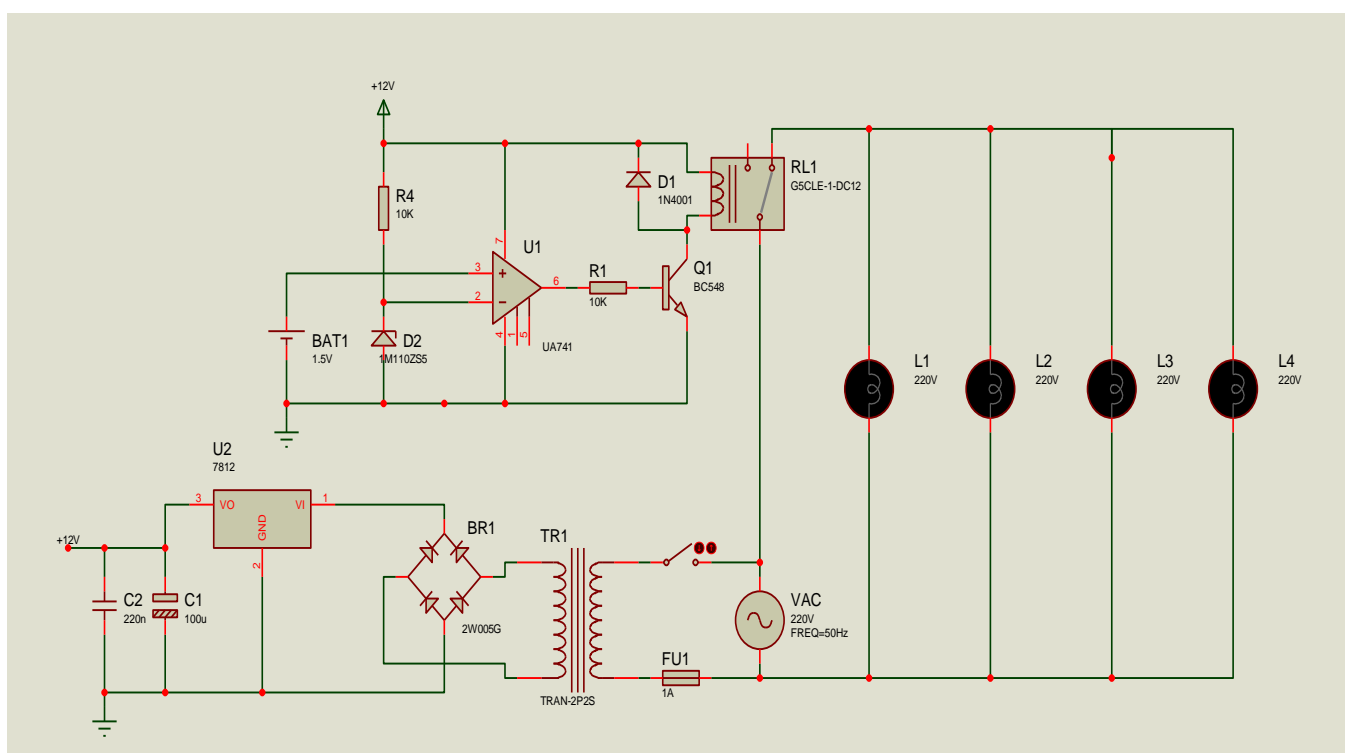 +12V
R4
10K
D1
1N4001
RL1
G5CLE-1-DC12
7
U1
3
+
2
−
6
4
1
5
UA741
R1
10K
Q1
BC548
BAT1
1.5V
D2
1M110ZS5
L1
220V
L2
220V
L3
220V
L4
220V
U2
7812
3
VO
VI
1
GND
2
+12V
C2
220n
C1
100u
BR1
2W005G
TR1
TRAN-2P2S
VAC
220V
FREQ=50Hz
FU1
1A